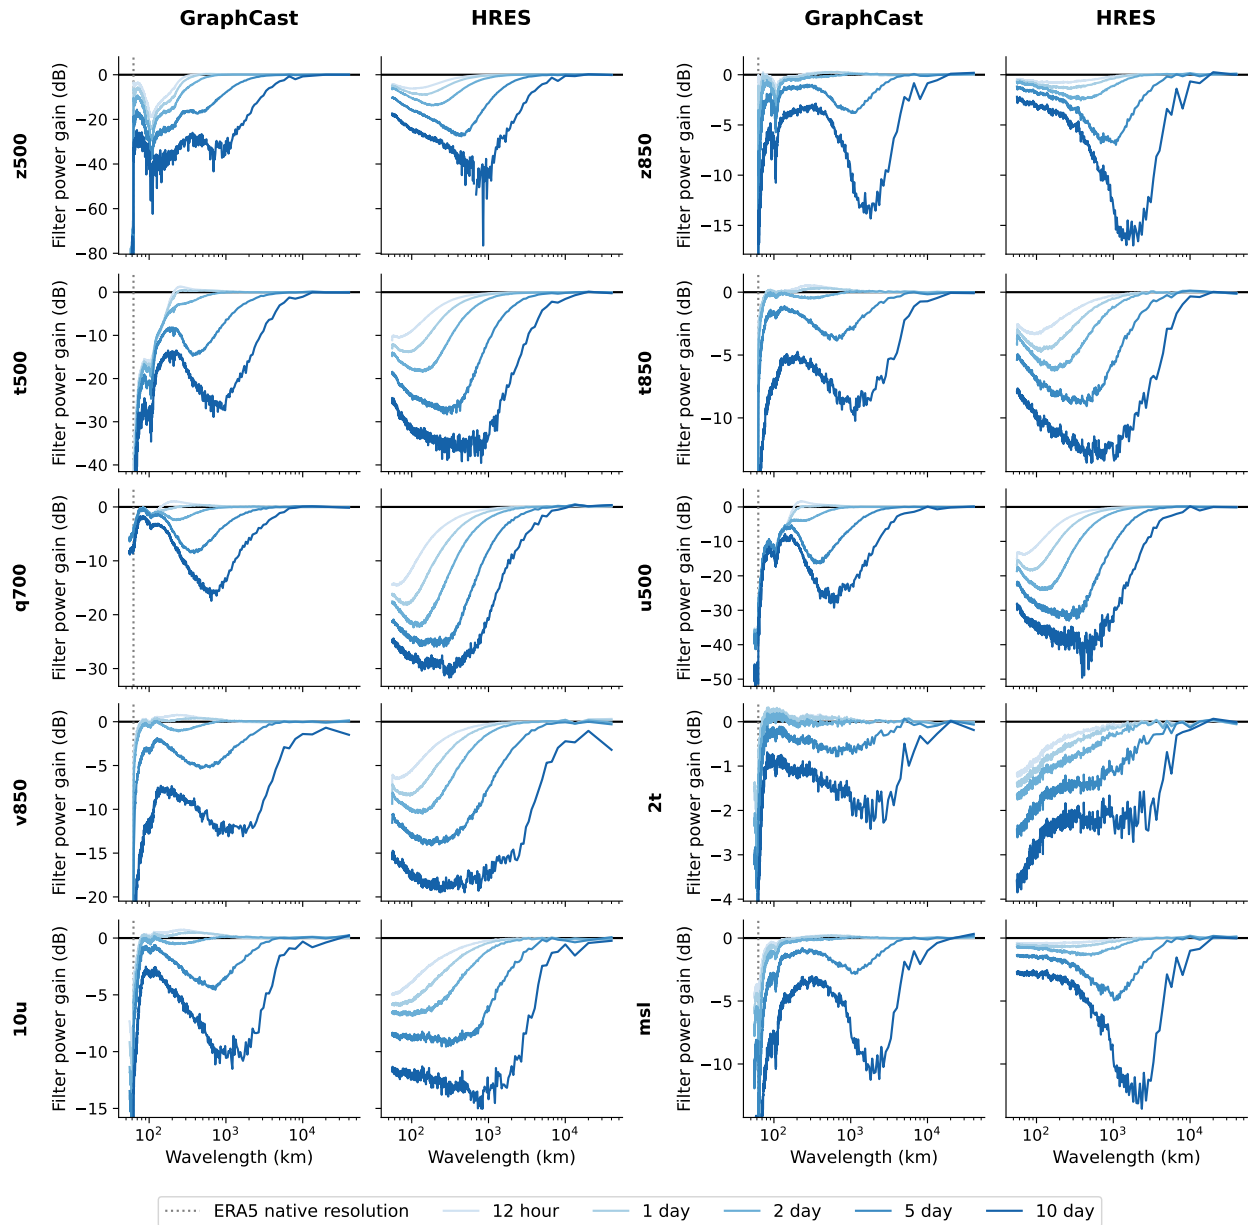 GraphCast HRES GraphCast HRES
z500
Filter power gain (dB)
0
−20
−40
−60
−80
z850
Filter power gain (dB)
0
−5
−10
−15
t500
Filter power gain (dB)
0
−10
−20
−30
−40
t850
Filter power gain (dB)
0
−5
−10
q700
Filter power gain (dB)
0
−10
−20
−30
u500
Filter power gain (dB)
0
−10
−20
−30
−40
−50
v850
Filter power gain (dB)
0
−5
−10
−15
−20
2t
Filter power gain (dB)
0
−1
−2
−3
−4
10u
Filter power gain (dB)
0
−5
−10
−15
msl
Filter power gain (dB)
0
−5
−10
10² 10³ 10⁴ 10² 10³ 10⁴ 10² 10³ 10⁴ 10² 10³ 10⁴
Wavelength (km) Wavelength (km) Wavelength (km) Wavelength (km)
ERA5 native resolution 12 hour 1 day 2 day 5 day 10 day